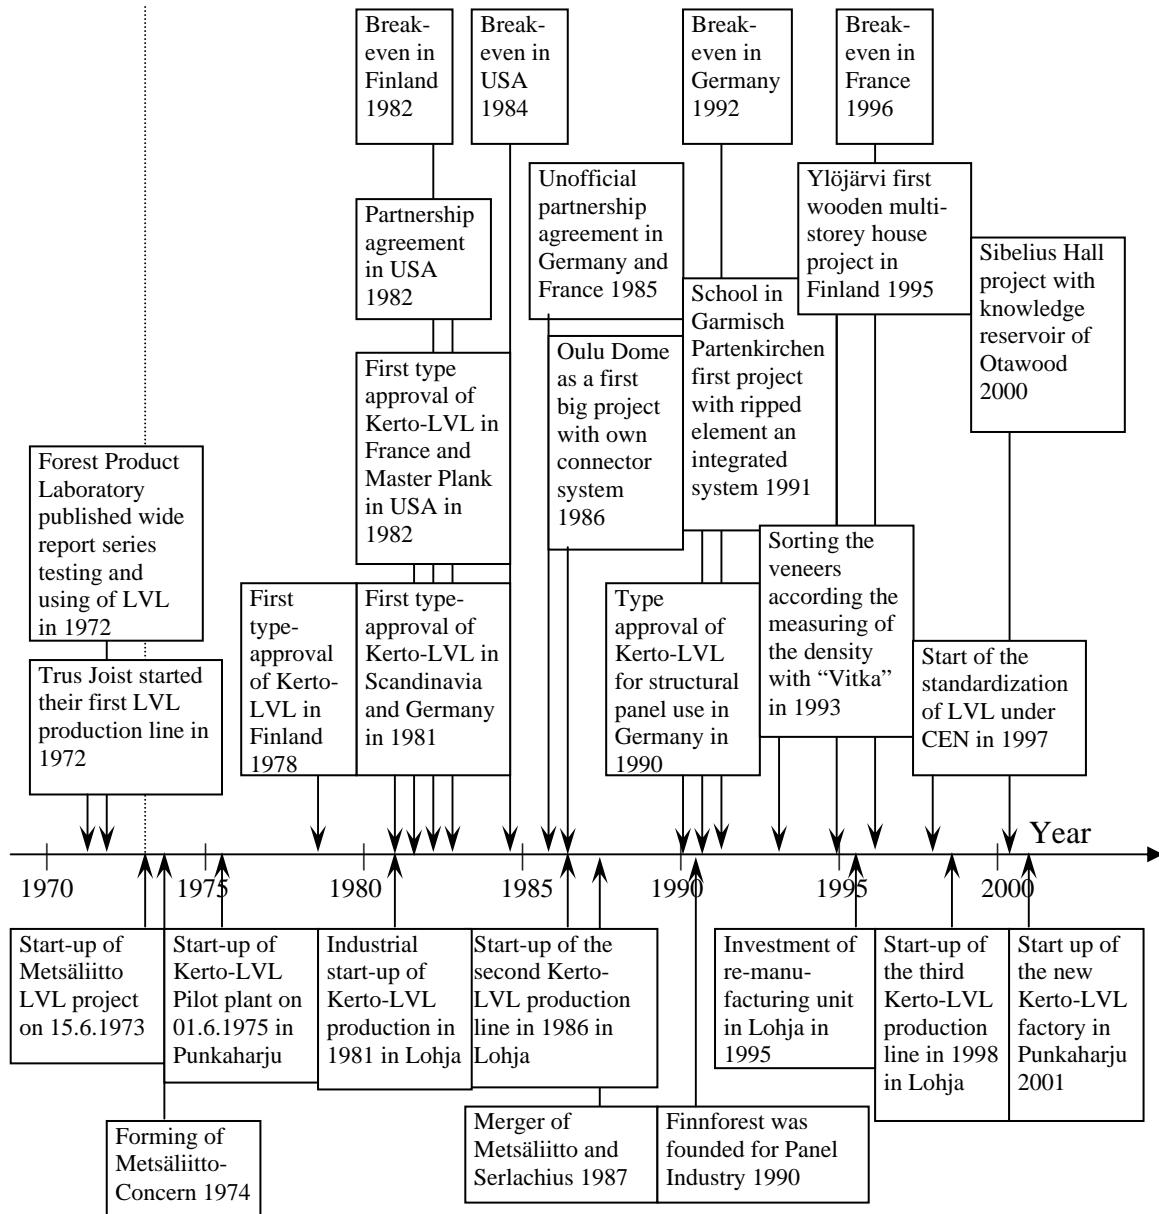 Break-
even in
Finland
1982
Break-
even in
USA
1984
Break-
even in
Germany
1992
Break-
even in
France
1996
Partnership
agreement
in USA
1982
Unofficial
partnership
agreement in
Germany and
France 1985
Ylöjärvi first
wooden multi-
storey house
project in
Finland 1995
Sibelius Hall
project with
knowledge
reservoir of
Otawood
2000
School in
Garmisch
Partenkirchen
first project
with ripped
element an
integrated
system 1991
Oulu Dome
as a first
big project
with own
connector
system
1986
First type
approval of
Kerto-LVL in
France and
Master Plank
in USA in
1982
Forest Product
Laboratory
published wide
report series
testing and
using of LVL
in 1972
Trus Joist started
their first LVL
production line in
1972
First
type-
approval
of Kerto-
LVL in
Finland
1978
First type-
approval of
Kerto-LVL in
Scandinavia
and Germany
in 1981
Type
approval of
Kerto-LVL
for structural
panel use in
Germany in
1990
Sorting the
veneers
according the
measuring of
the density
with “Vitka”
in 1993
Start of the
standardization
of LVL under
CEN in 1997
Year
1970
1975
1980
1985
1990
1995
2000
Start-up of
Metsäliitto
LVL project
on 15.6.1973
Start-up of
Kerto-LVL
Pilot plant on
01.6.1975 in
Punkaharju
Industrial
start-up of
Kerto-LVL
production in
1981 in Lohja
Start-up of the
second Kerto-
LVL production
line in 1986 in
Lohja
Investment of
re-manu-
facturing unit
in Lohja in
1995
Start-up of
the third
Kerto-LVL
production
line in 1998
in Lohja
Start up of
the new
Kerto-LVL
factory in
Punkaharju
2001
Forming of
Metsäliitto-
Concern 1974
Merger of
Metsäliitto and
Serlachius 1987
Finnforest was
founded for Panel
Industry 1990